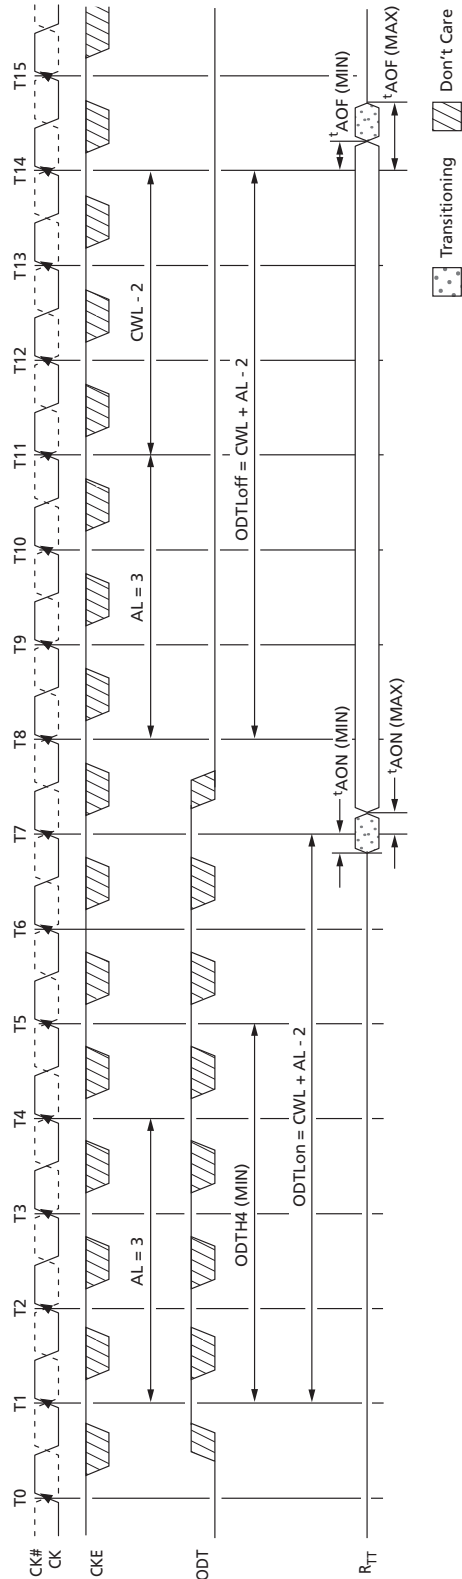 T0 T1 T2 T3 T4 T5 T6 T7 T8 T9 T10 T11 T12 T13 T14 T15
CK#
CK
CKE
AL = 3 AL = 3 CWL - 2
ODT
ODTH4 (MIN) ODTLoff = CWL + AL - 2
ODTLon = CWL + AL - 2
tAON (MIN) tAOF (MIN)
RTT
tAON (MAX) tAOF (MAX)
Transitioning Don't Care